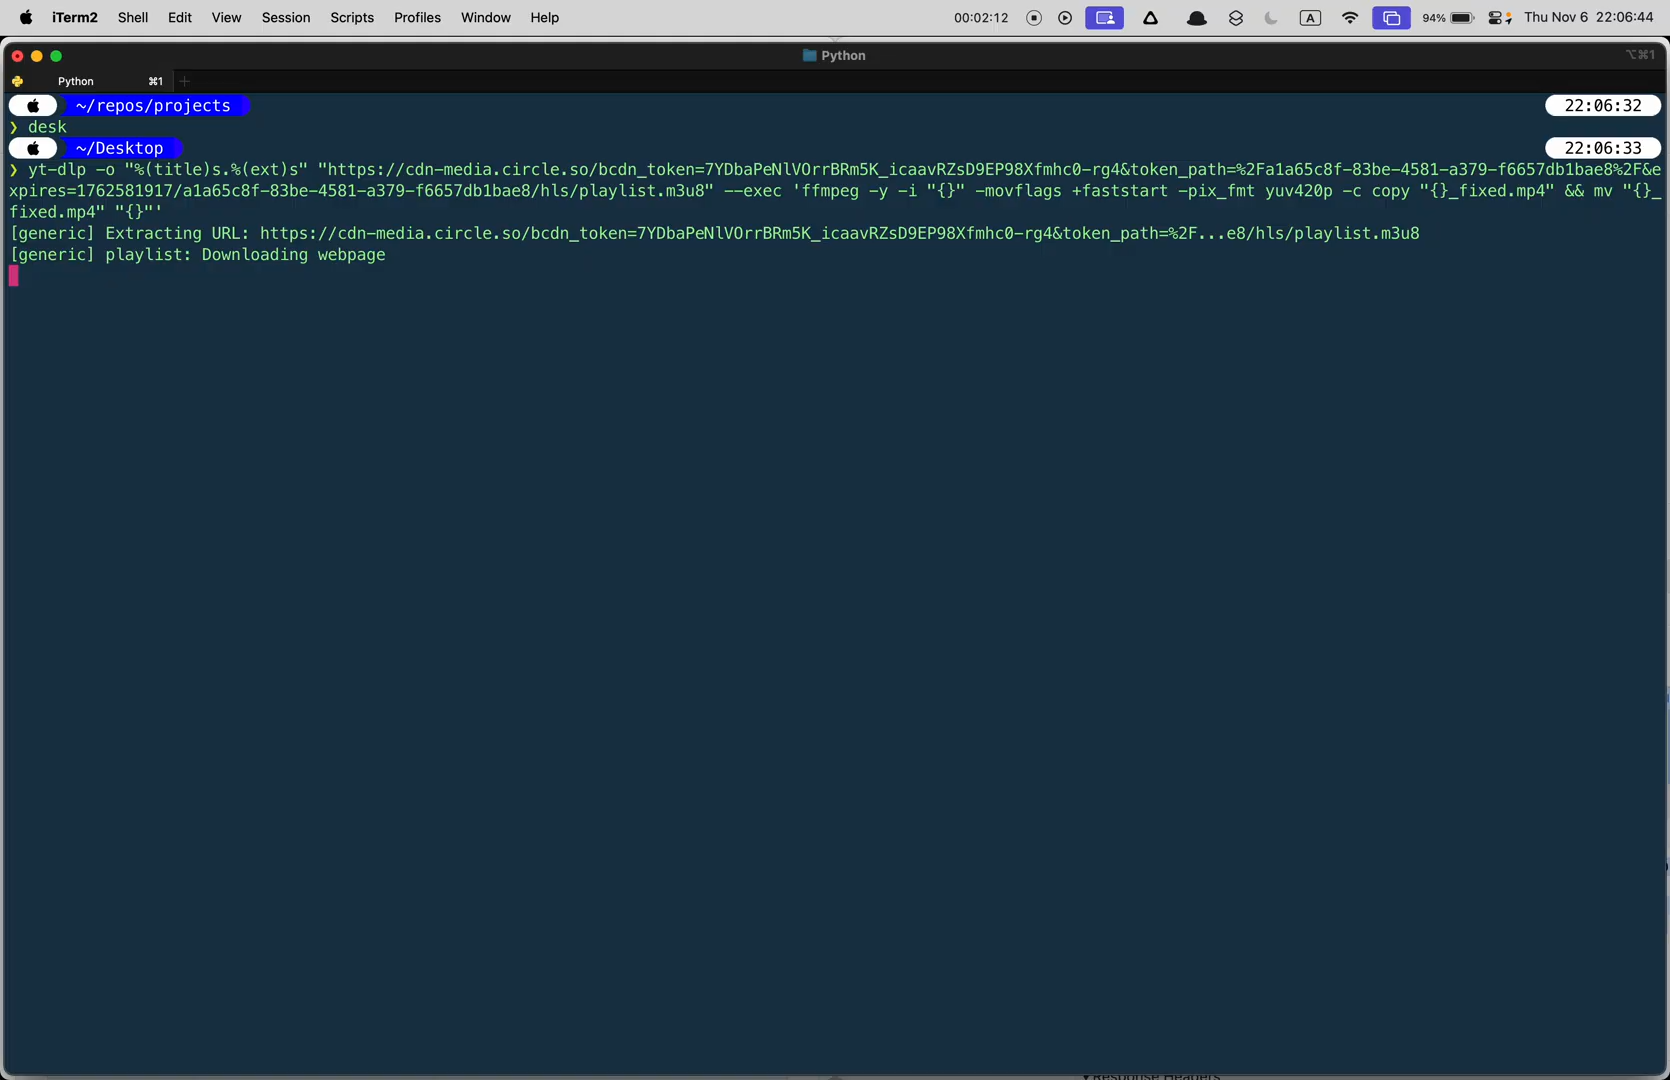 iTerm2 Shell Edit View Session Scripts Profiles Window Help 00:02:12 A 94% Thu Nov 6 22:06:44
Python ⌥⌘1
Python ⌘1 +
~/repos/projects 22:06:32
❯ desk
~/Desktop 22:06:33
❯ yt-dlp -o "%(title)s.%(ext)s" "https://cdn-media.circle.so/bcdn_token=7YDbaPeNlVOrrBRm5K_icaavRZsD9EP98Xfmhc0-rg4&token_path=%2Fa1a65c8f-83be-4581-a379-f6657db1bae8%2F&e
xpires=1762581917/a1a65c8f-83be-4581-a379-f6657db1bae8/hls/playlist.m3u8" --exec 'ffmpeg -y -i "{}" -movflags +faststart -pix_fmt yuv420p -c copy "{}_fixed.mp4" && mv "{}_
fixed.mp4" "{}"'
[generic] Extracting URL: https://cdn-media.circle.so/bcdn_token=7YDbaPeNlVOrrBRm5K_icaavRZsD9EP98Xfmhc0-rg4&token_path=%2F...e8/hls/playlist.m3u8
[generic] playlist: Downloading webpage
Response Headers